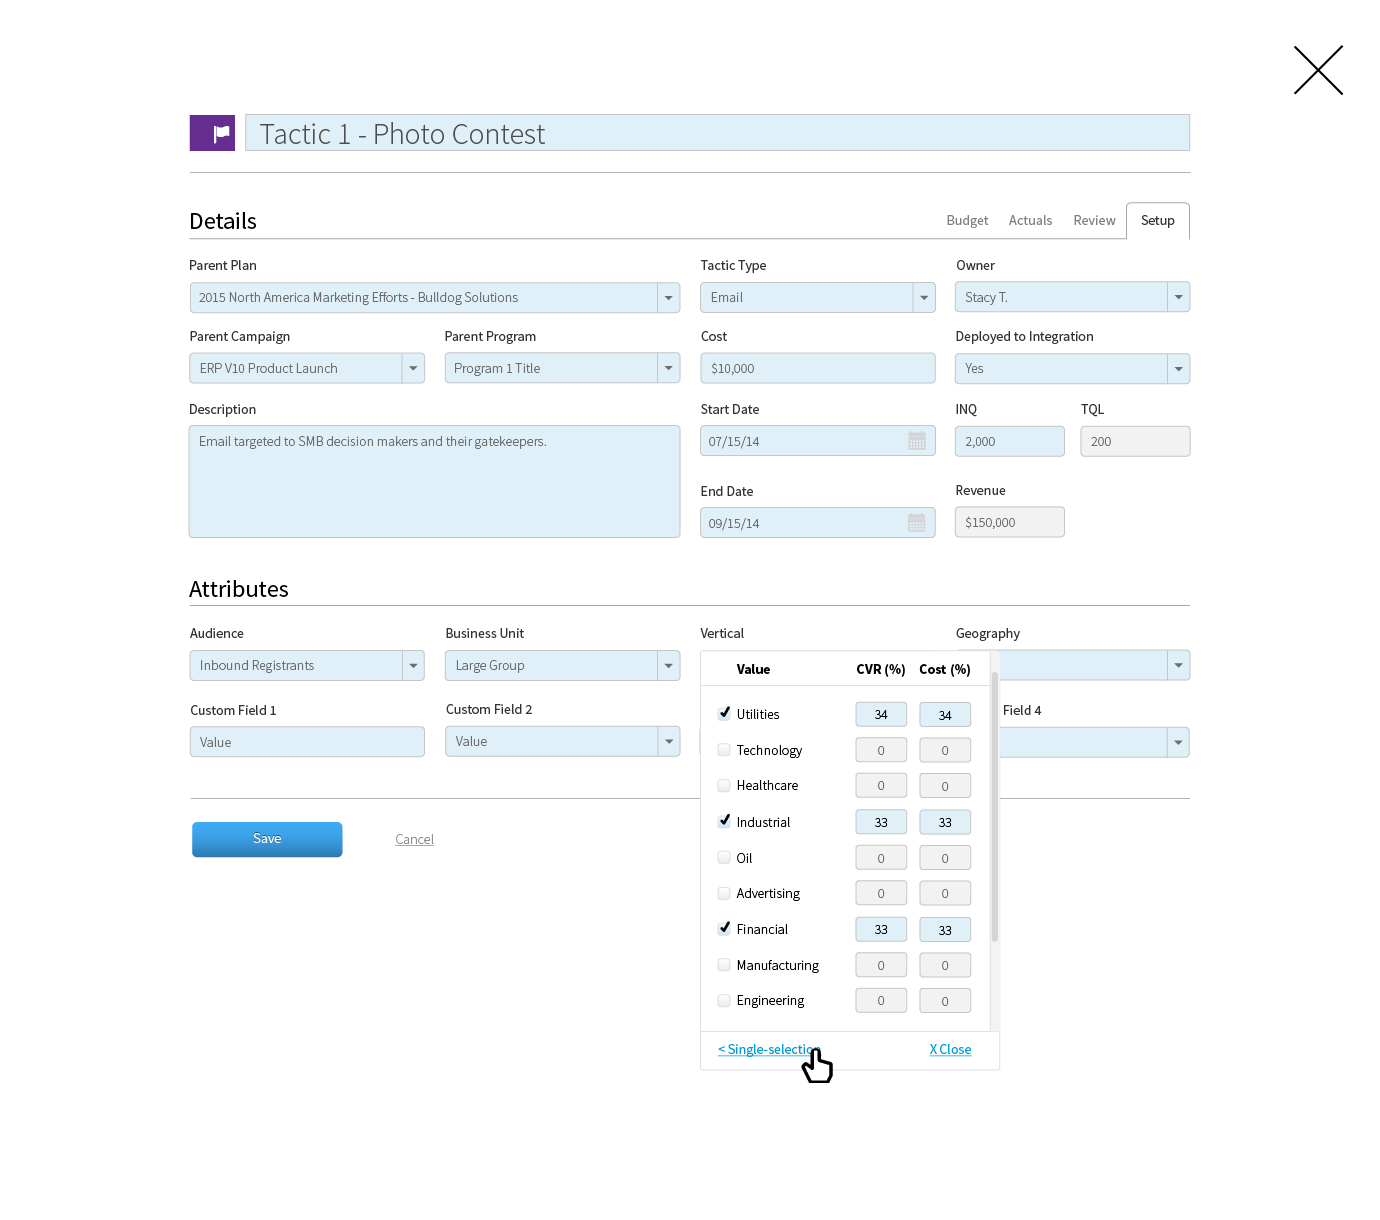 Tactic 1 - Photo Contest
Details
Budget Actuals Review Setup
Parent Plan Tactic Type Owner
2015 North America Marketing Efforts - Bulldog Solutions Email Stacy T.
Parent Campaign Parent Program Cost Deployed to Integration
ERP V10 Product Launch Program 1 Title $10,000 Yes
Description Start Date INQ TQL
Email targeted to SMB decision makers and their gatekeepers. 07/15/14 2,000 200
End Date Revenue
09/15/14 $150,000
Attributes
Audience Business Unit Vertical Geography
Inbound Registrants Large Group
Custom Field 1 Custom Field 2 Field 4
Value Value
Save Cancel
Value CVR (%) Cost (%)
Utilities 34 34
Technology 0 0
Healthcare 0 0
Industrial 33 33
Oil 0 0
Advertising 0 0
Financial 33 33
Manufacturing 0 0
Engineering 0 0
< Single-selection X Close